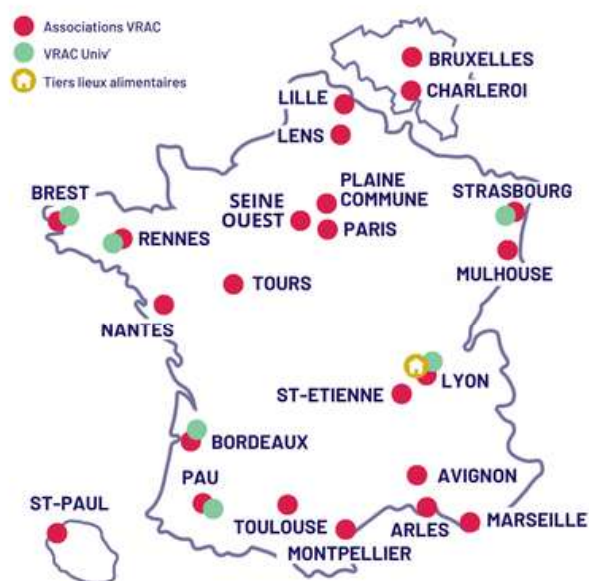 Associations VRAC
VRAC Univ'
Tiers lieux alimentaires
BRUXELLES
CHARLEROI
LILLE
LENS
PLAINE
COMMUNE
SEINE
OUEST
PARIS
STRASBOURG
BREST
RENNES
MULHOUSE
TOURS
NANTES
LYON
ST-ETIENNE
BORDEAUX
PAU
AVIGNON
ST-PAUL
TOULOUSE
ARLES
MARSEILLE
MONTPELLIER